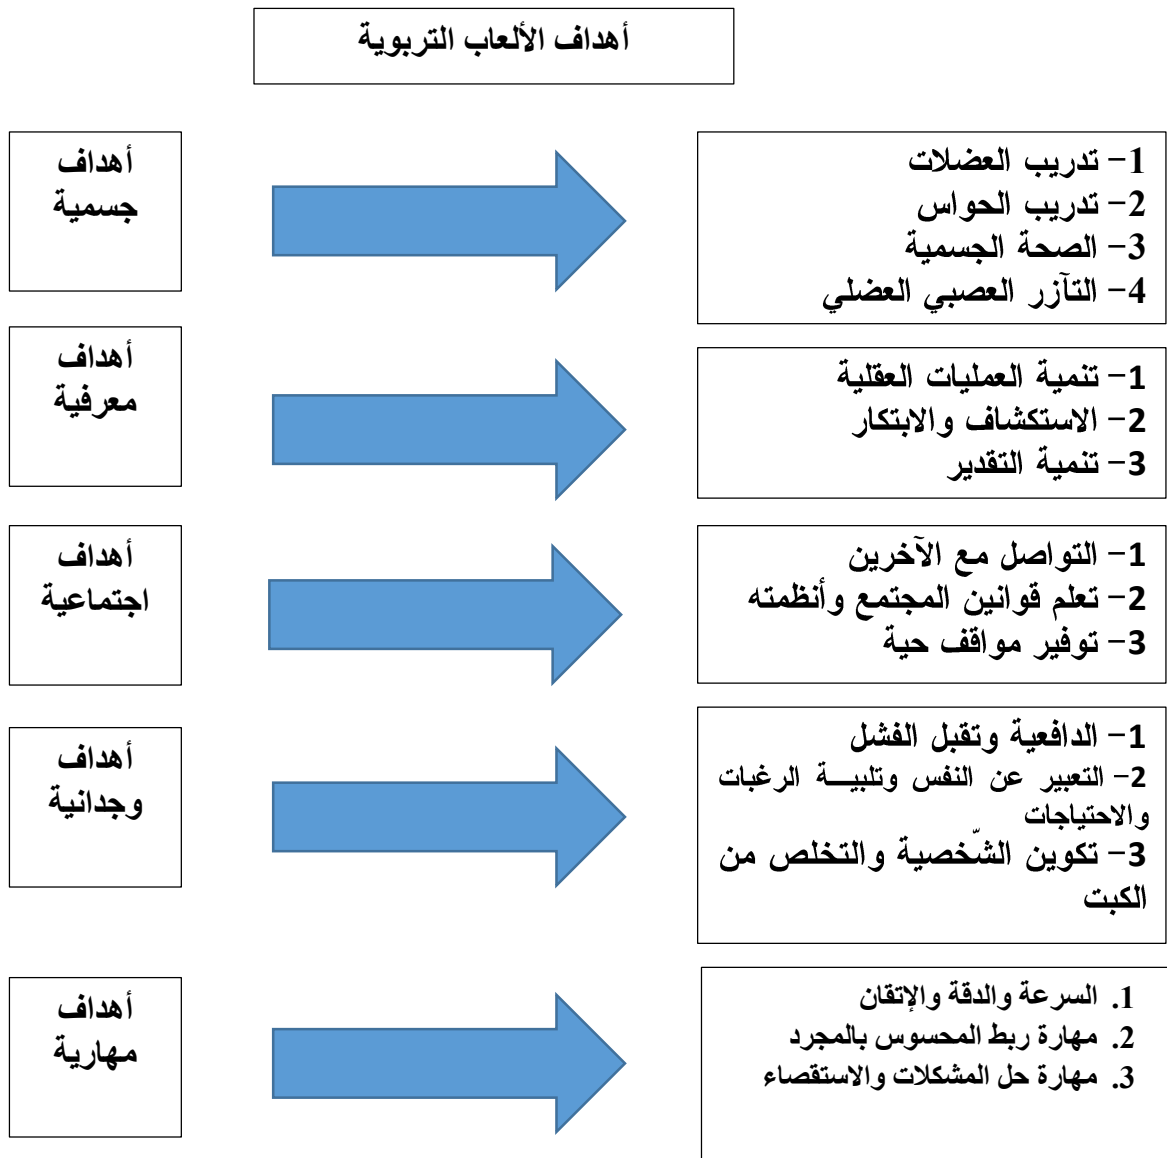 أهداف الألعاب التربوية
أهداف
جسمية
1- تدريب العضلات
2- تدريب الحواس
3- الصحة الجسمية
4- التآزر العصبي العضلي
أهداف
معرفية
1- تنمية العمليات العقلية
2- الاستكشاف والابتكار
3- تنمية التقدير
أهداف
اجتماعية
1- التواصل مع الآخرين
2- تعلم قوانين المجتمع وأنظمته
3- توفير مواقف حية
أهداف
وجدانية
1- الدافعية وتقبل الفشل
2- التعبير عن النفس وتلبيـــة الرغبات
والاحتياجات
3- تكوين الشّخصية والتخلص من
الكبت
أهداف
مهارية
1. السرعة والدقة والإتقان
2. مهارة ربط المحسوس بالمجرد
3. مهارة حل المشكلات والاستقصاء